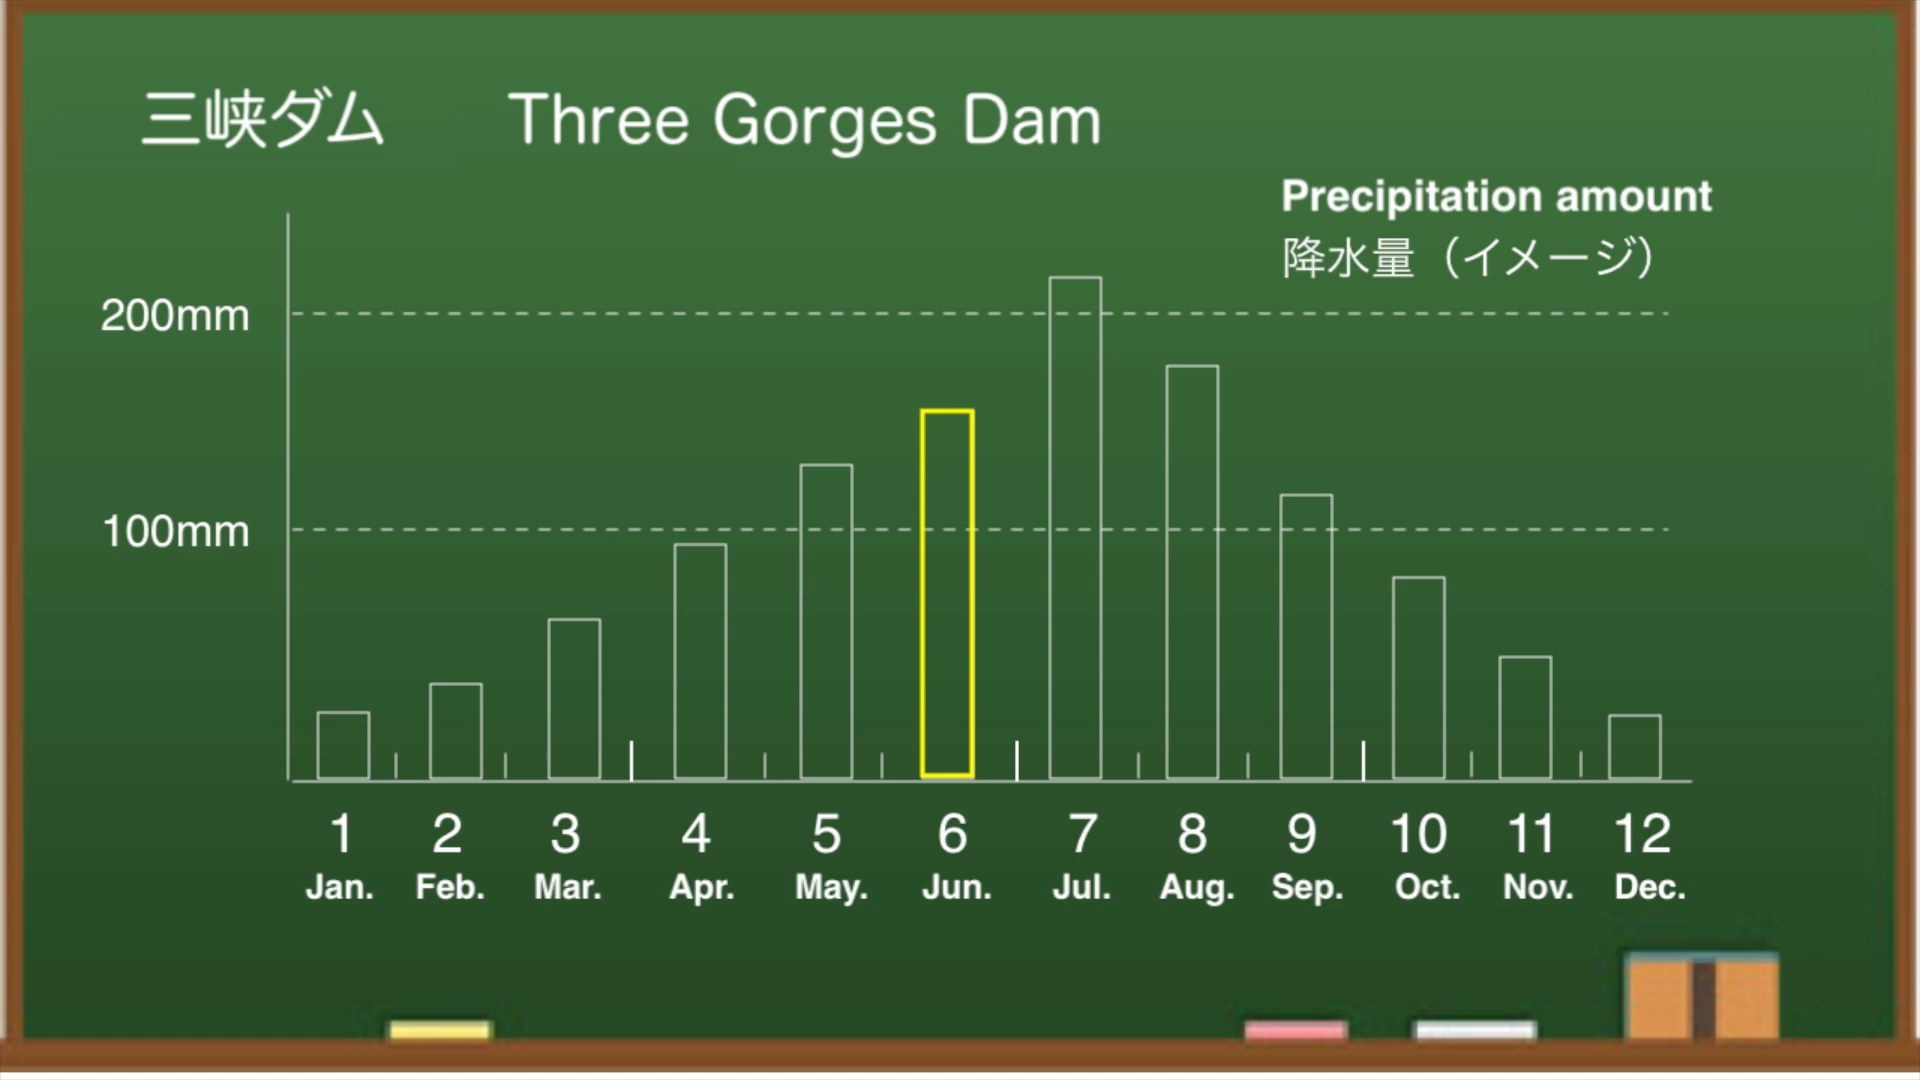 三峡ダム Three Gorges Dam
Precipitation amount
降水量（イメージ）
200mm
100mm
1 2 3 4 5 6 7 8 9 10 11 12
Jan. Feb. Mar. Apr. May. Jun. Jul. Aug. Sep. Oct. Nov. Dec.